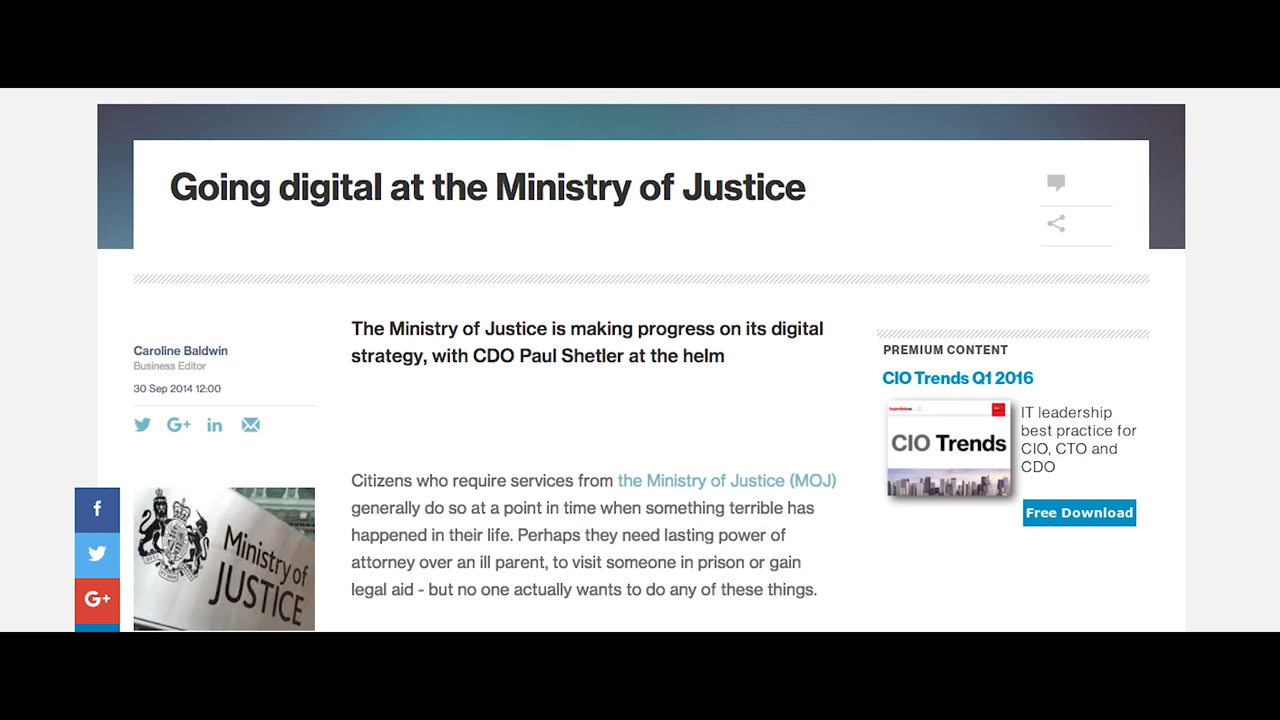 Going digital at the Ministry of Justice
Caroline Baldwin
Business Editor
30 Sep 2014 12:00
G+
in
f
G+
Ministry of
JUSTICE
The Ministry of Justice is making progress on its digital
strategy, with CDO Paul Shetler at the helm
Citizens who require services from the Ministry of Justice (MOJ)
generally do so at a point in time when something terrible has
happened in their life. Perhaps they need lasting power of
attorney over an ill parent, to visit someone in prison or gain
legal aid - but no one actually wants to do any of these things.
PREMIUM CONTENT
CIO Trends Q1 2016
CIO Trends
IT leadership
best practice for
CIO, CTO and
CDO
Free Download